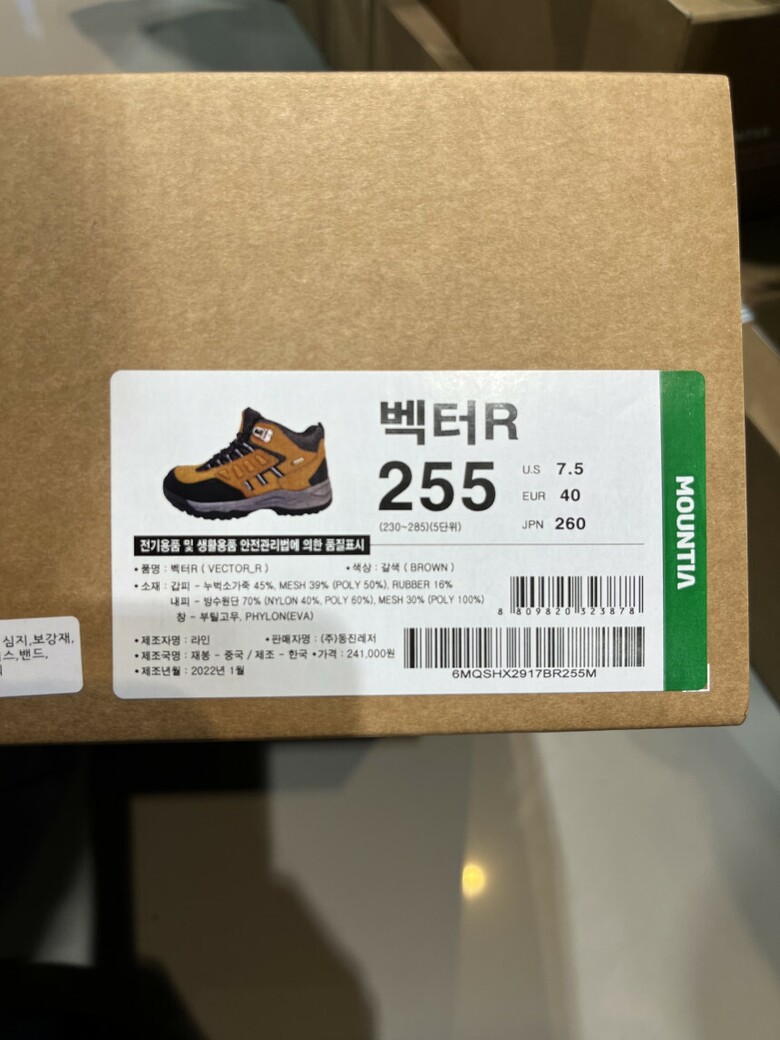 벡터R
255
U.S 7.5
EUR 40
JPN 260
(230~285)(5단위)
전기용품 및 생활용품 안전관리법에 의한 품질표시
• 품명 : 벡터R ( VECTOR_R ) • 색상 : 갈색 ( BROWN )
• 소재 : 갑피 - 누벅소가죽 45%, MESH 39% (POLY 50%), RUBBER 16%
내피 - 방수원단 70% (NYLON 40%, POLY 60%), MESH 30% (POLY 100%)
창 - 부틸고무, PHYLON(EVA)
8 809820 323878
• 제조자명 : 라인 • 판매자명 : (주)동진레저
• 제조국명 : 재봉 - 중국 / 제조 - 한국 • 가격 : 241,000원
• 제조년월 : 2022년 1월
6MQSHX2917BR255M
MOUNTIA
심지,보강재,
스,밴드,